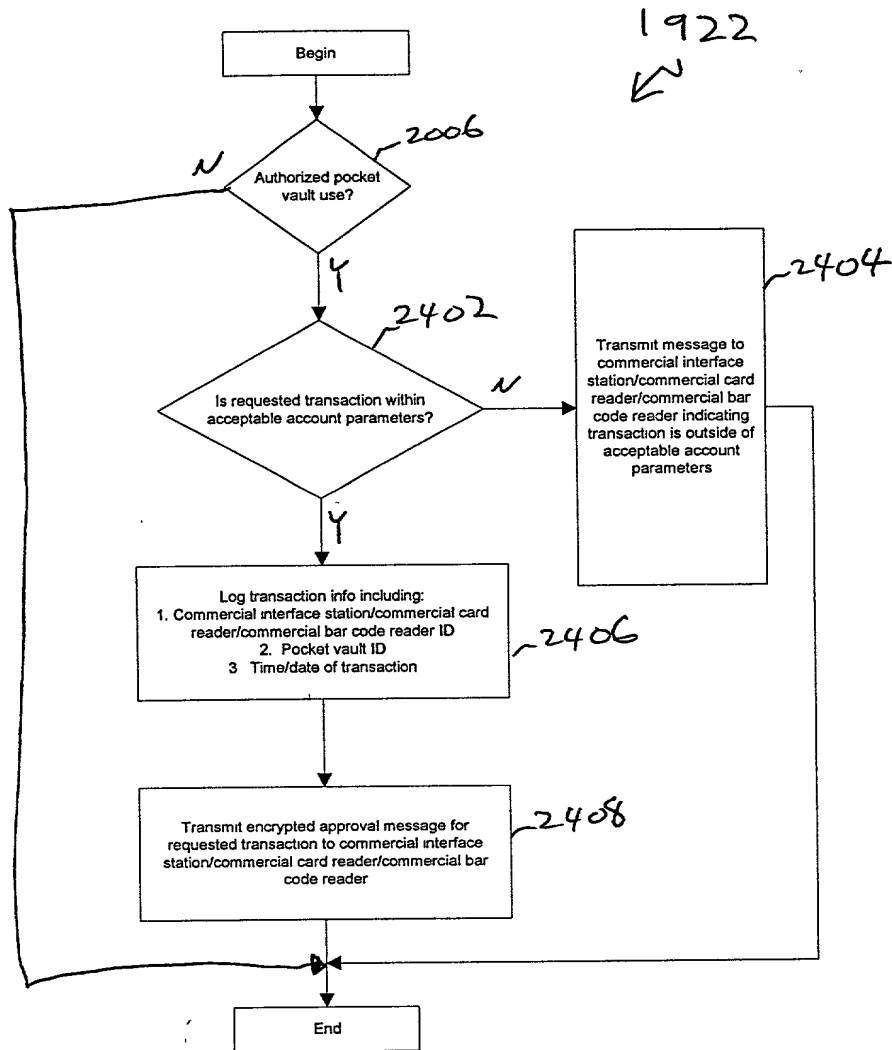 1922
Begin
2006
N
Authorized pocket
vault use?
Y
2402
2404
Is requested transaction within
acceptable account parameters?
N
Transmit message to
commercial interface
station/commercial card
reader/commercial bar
code reader indicating
transaction is outside of
acceptable account
parameters
Y
Log transaction info including:
1. Commercial interface station/commercial card
reader/commercial bar code reader ID
2. Pocket vault ID
3 Time/date of transaction
2406
Transmit encrypted approval message for
requested transaction to commercial interface
station/commercial card reader/commercial bar
code reader
2408
End